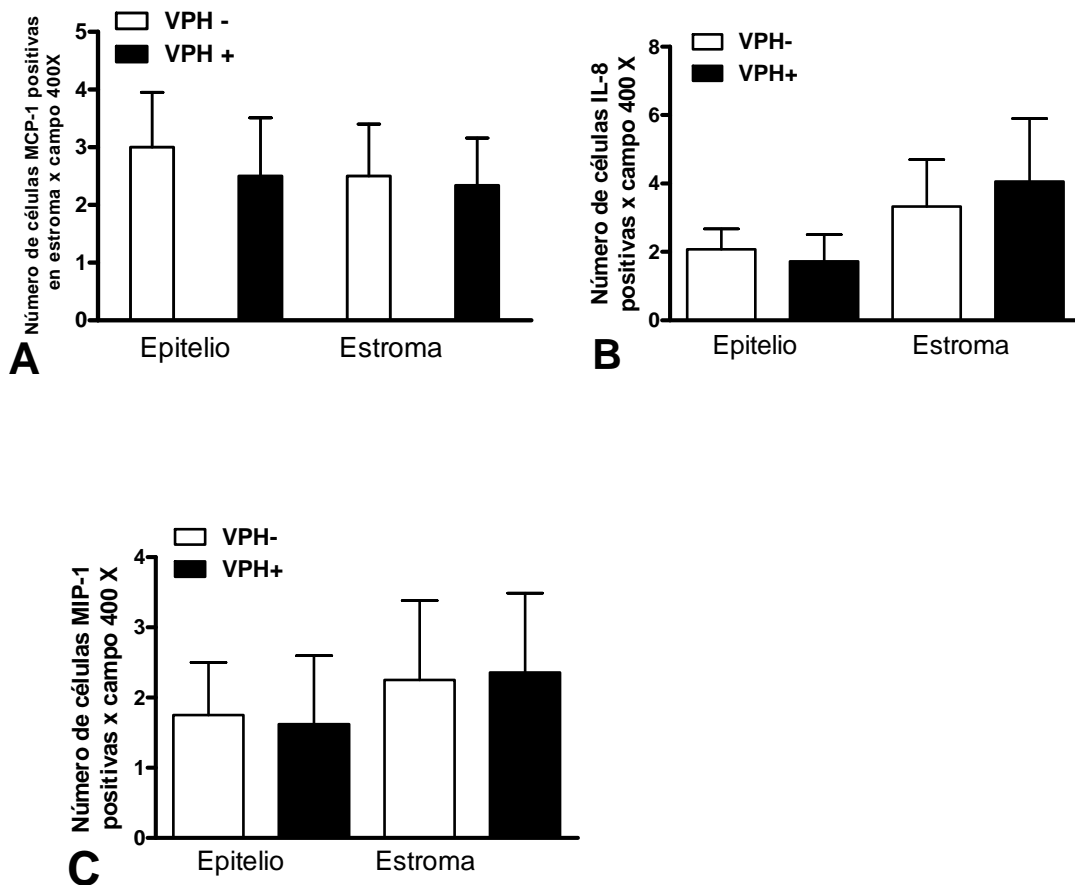 VPH -
VPH +
Número de células MCP-1 positivas
en estroma x campo 400X
5
4
3
2
1
0
Epitelio
Estroma
A
VPH-
VPH+
Número de células IL-8
positivas x campo 400 X
8
6
4
2
0
Epitelio
Estroma
B
VPH-
VPH+
Número de células MIP-1
positivas x campo 400 X
4
3
2
1
0
Epitelio
Estroma
C